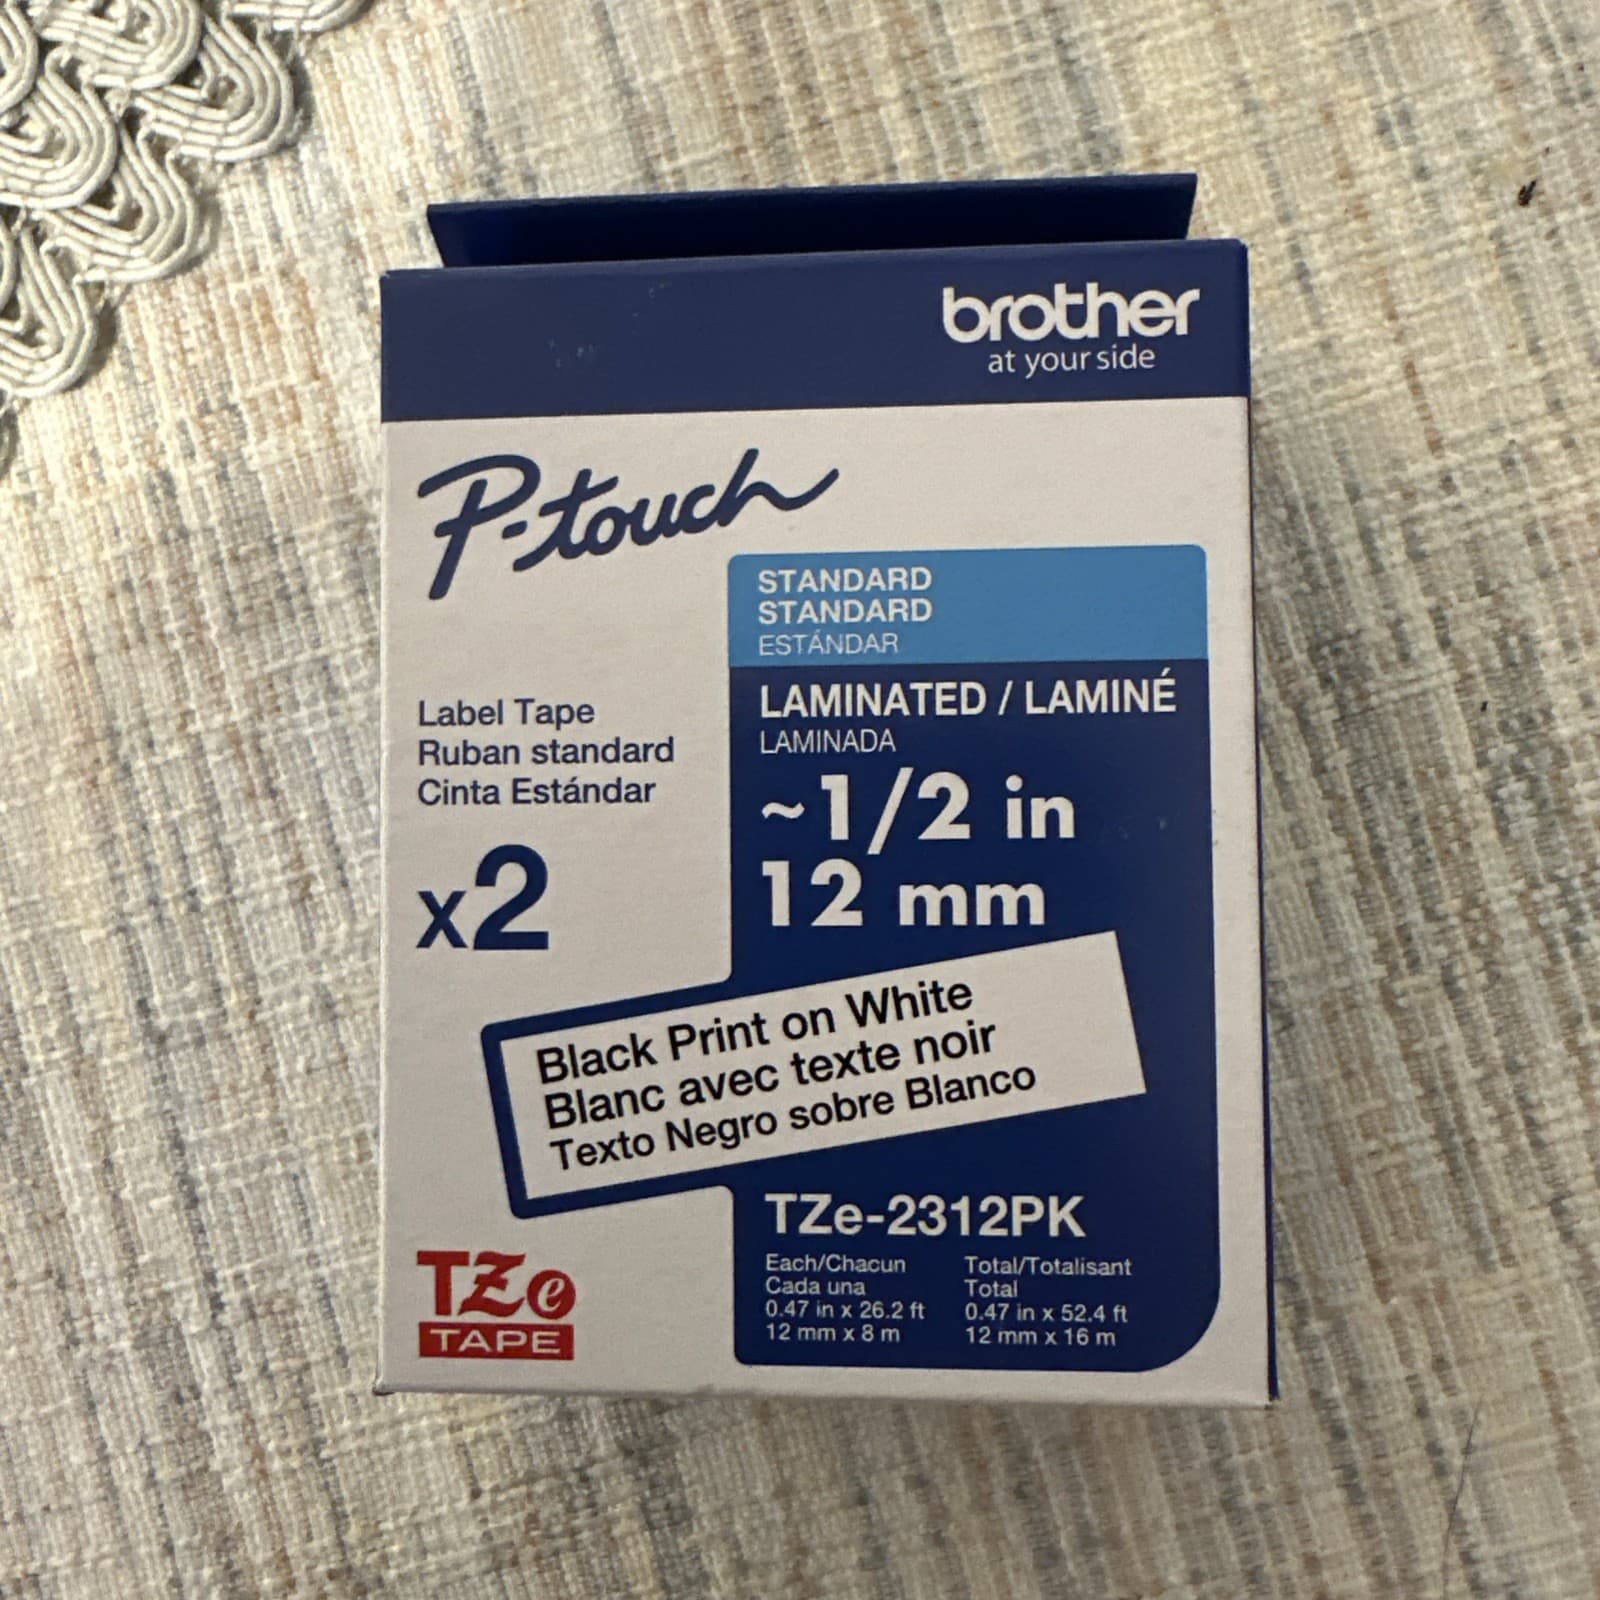 brother
at your side
P-touch
STANDARD
STANDARD
ESTÁNDAR
LAMINATED / LAMINÉ
LAMINADA
~1/2 in
12 mm
Label Tape
Ruban standard
Cinta Estándar
x2
Black Print on White
Blanc avec texte noir
Texto Negro sobre Blanco
TZe-2312PK
Each/Chacun
Cada una
0.47 in x 26.2 ft
12 mm x 8 m
Total/Totalisant
Total
0.47 in x 52.4 ft
12 mm x 16 m
TZe
TAPE